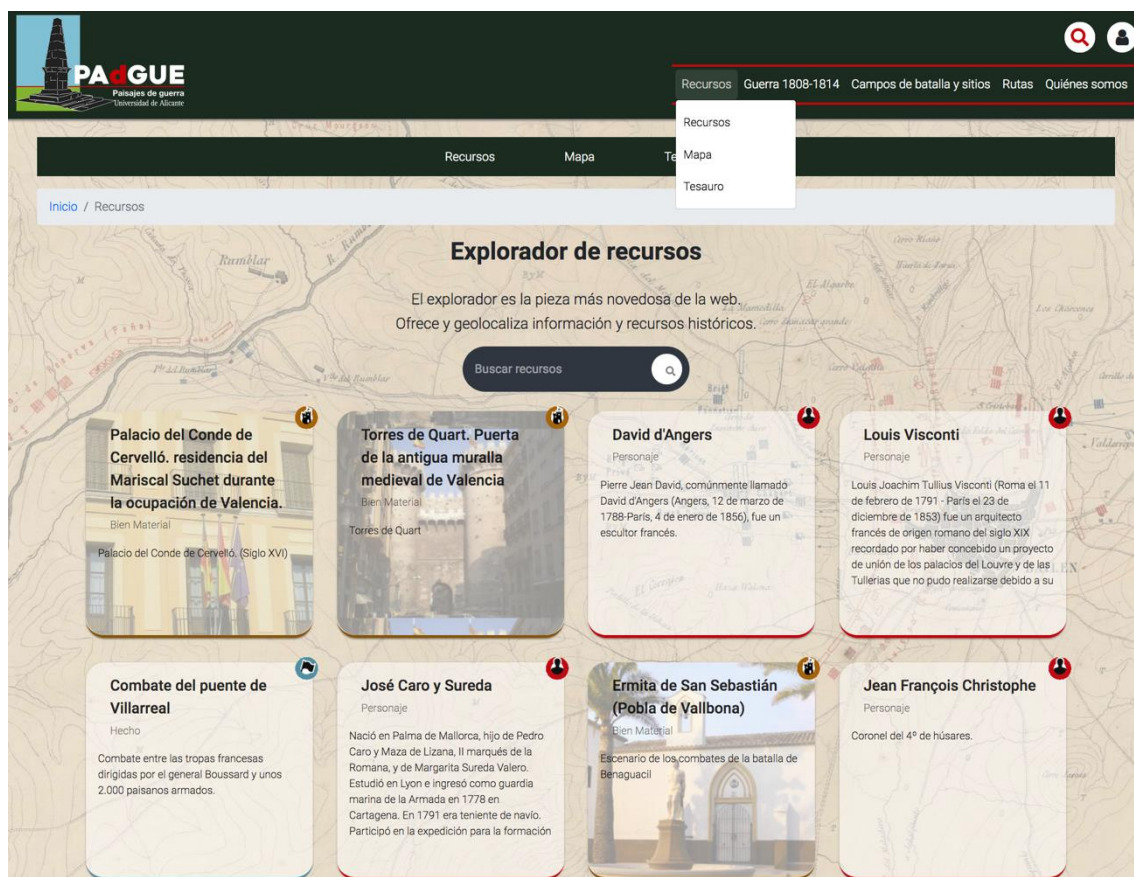 PAdGUE
Paisajes de guerra
Universidad de Alicante
Recursos Guerra 1808-1814 Campos de batalla y sitios Rutas Quiénes somos
Recursos
Mapa
Tesauro
Recursos Mapa Te
Inicio / Recursos
Explorador de recursos
El explorador es la pieza más novedosa de la web.
Ofrece y geolocaliza información y recursos históricos.
Buscar recursos
Palacio del Conde de
Cervelló. residencia del
Mariscal Suchet durante
la ocupación de Valencia.
Bien Material
Palacio del Conde de Cervelló. (Siglo XVI)
Torres de Quart. Puerta
de la antigua muralla
medieval de Valencia
Bien Material
Torres de Quart
David d'Angers
Personaje
Pierre Jean David, comúnmente llamado
David d'Angers (Angers, 12 de marzo de
1788-París, 4 de enero de 1856), fue un
escultor francés.
Louis Visconti
Personaje
Louis Joachim Tullius Visconti (Roma el 11
de febrero de 1791 - París el 23 de
diciembre de 1853) fue un arquitecto
francés de origen romano del siglo XIX
recordado por haber concebido un proyecto
de unión de los palacios del Louvre y de las
Tullerias que no pudo realizarse debido a su
Combate del puente de
Villarreal
Hecho
Combate entre las tropas francesas
dirigidas por el general Boussard y unos
2.000 paisanos armados.
José Caro y Sureda
Personaje
Nació en Palma de Mallorca, hijo de Pedro
Caro y Maza de Lizana, II marqués de la
Romana, y de Margarita Sureda Valero.
Estudió en Lyon e ingresó como guardia
marina de la Armada en 1778 en
Cartagena. En 1791 era teniente de navío.
Participó en la expedición para la formación
Ermita de San Sebastián
(Pobla de Vallbona)
Bien Material
Escenario de los combates de la batalla de
Benaguacil
Jean François Christophe
Personaje
Coronel del 4º de húsares.
Rumblar
El Algarbe
BAILEN